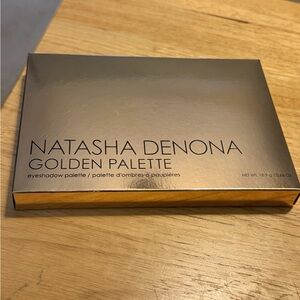 NATASHA DENONA
GOLDEN PALETTE
eyeshadow palette / palette d'ombres à paupières